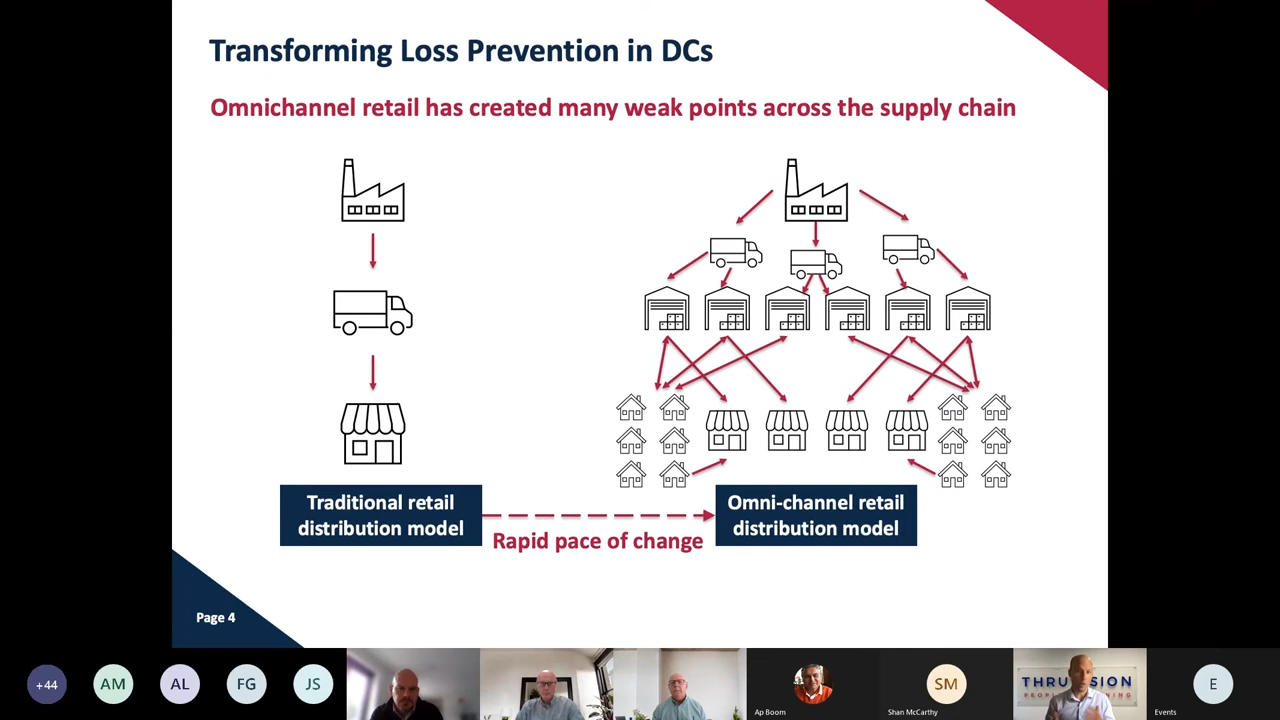 Transforming Loss Prevention in DCs
Omnichannel retail has created many weak points across the supply chain
Traditional retail
distribution model
Rapid pace of change
Omni-channel retail
distribution model
Page 4
+44
AM
AL
FG
JS
Ap Boom
SM
Shan McCarthy
E
Events